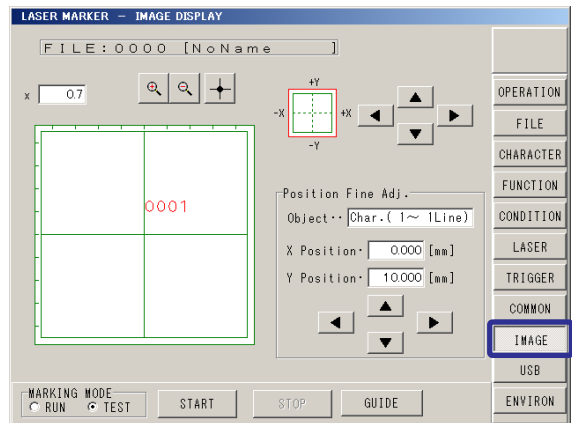 LASER MARKER － IMAGE DISPLAY
FILE:0000 [NoName ]
x 0.7
+Y
-X
+X
-Y
0001
Position Fine Adj.
Object･･ Char.( 1～ 1Line)
X Position･ 0.000 [mm]
Y Position･ 10.000 [mm]
MARKING MODE
RUN TEST
START
STOP
GUIDE
OPERATION
FILE
CHARACTER
FUNCTION
CONDITION
LASER
TRIGGER
COMMON
IMAGE
USB
ENVIRON